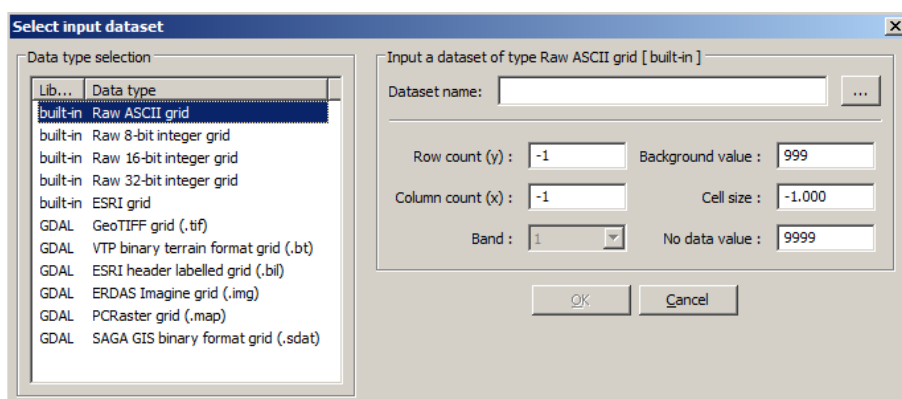 Select input dataset
Data type selection
Lib... Data type
built-in Raw ASCII grid
built-in Raw 8-bit integer grid
built-in Raw 16-bit integer grid
built-in Raw 32-bit integer grid
built-in ESRI grid
GDAL GeoTIFF grid (.tif)
GDAL VTP binary terrain format grid (.bt)
GDAL ESRI header labelled grid (.bil)
GDAL ERDAS Imagine grid (.img)
GDAL PCRaster grid (.map)
GDAL SAGA GIS binary format grid (.sdat)
Input a dataset of type Raw ASCII grid [ built-in ]
Dataset name: ...
Row count (y) : -1 Background value : 999
Column count (x) : -1 Cell size : -1.000
Band : 1 No data value : 9999
OK Cancel